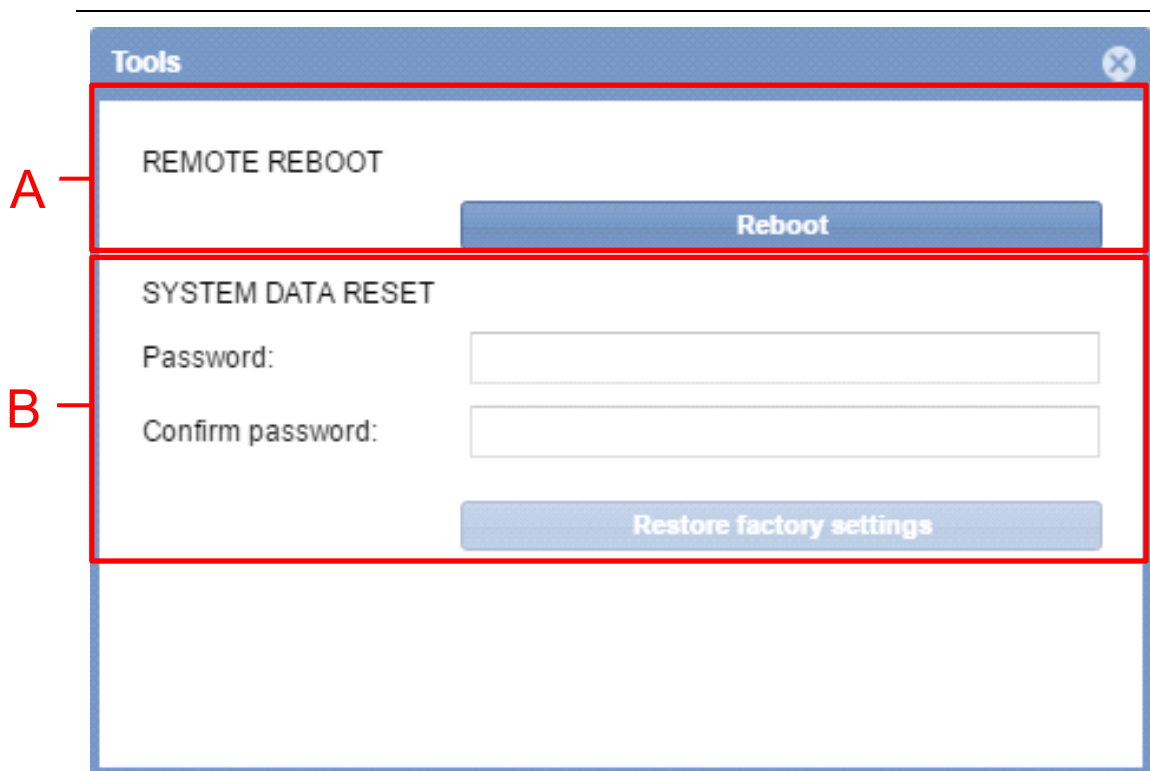 Tools
A
REMOTE REBOOT
Reboot
B
SYSTEM DATA RESET
Password:
Confirm password:
Restore factory settings